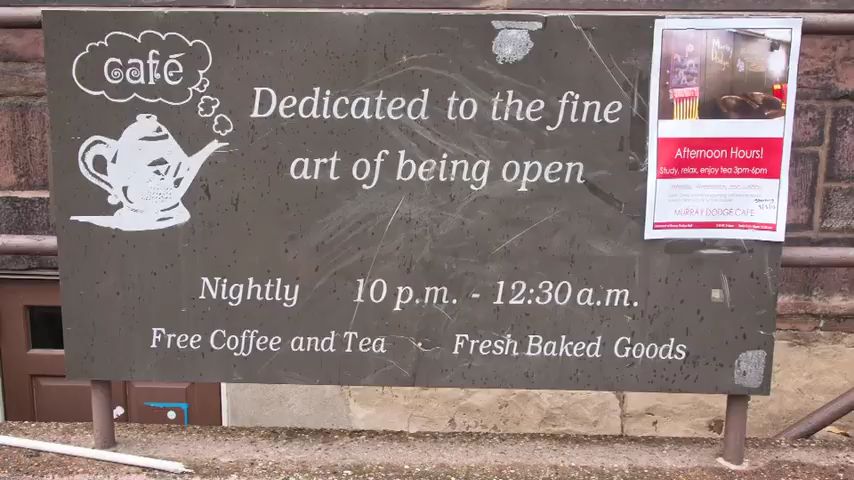 café
Dedicated to the fine
art of being open
Nightly 10 p.m. - 12:30 a.m.
Free Coffee and Tea · Fresh Baked Goods
Afternoon Hours!
Study, relax, enjoy tea 3pm-6pm
MURRAY DODGE CAFE